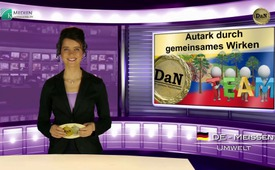 Autark durch
gemeinsames Wirken
DaN
DaN
TEAM
DE - Meissen
Umwelt